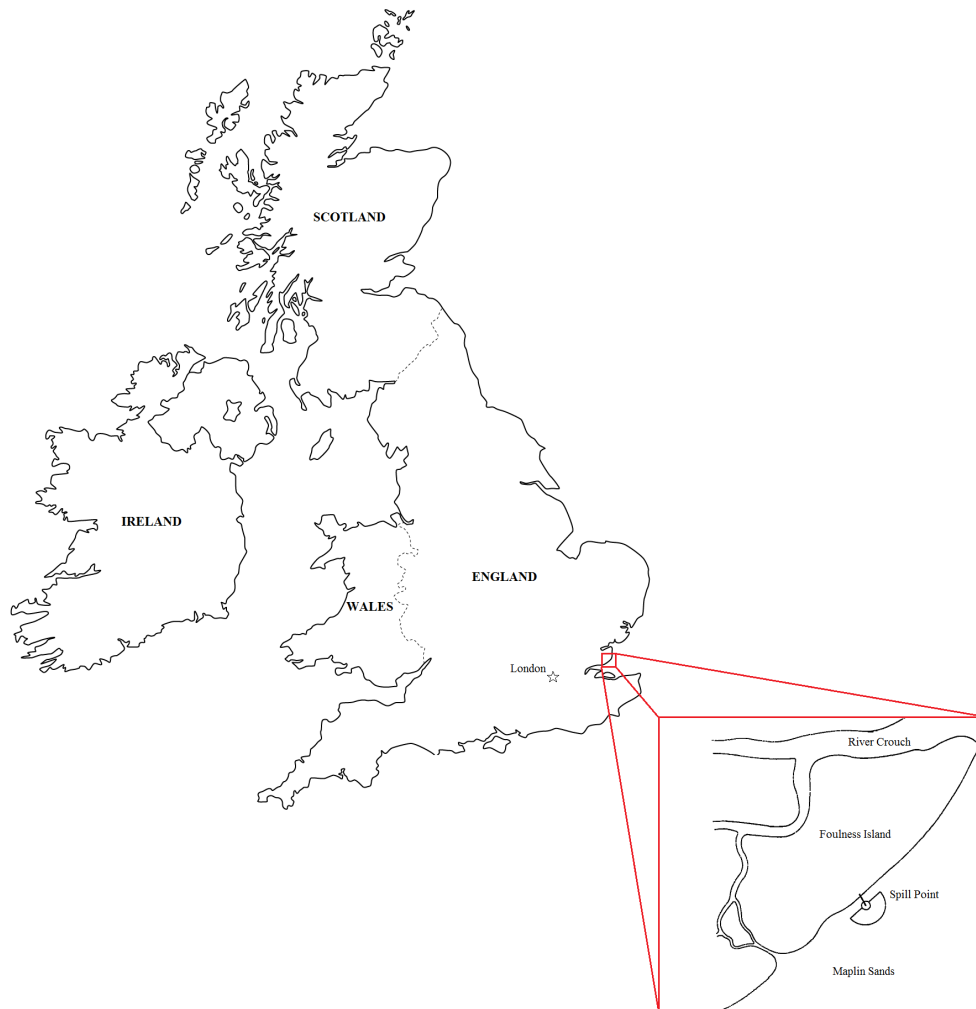 SCOTLAND
IRELAND
ENGLAND
WALES
London
River Crouch
Foulness Island
Spill Point
Maplin Sands